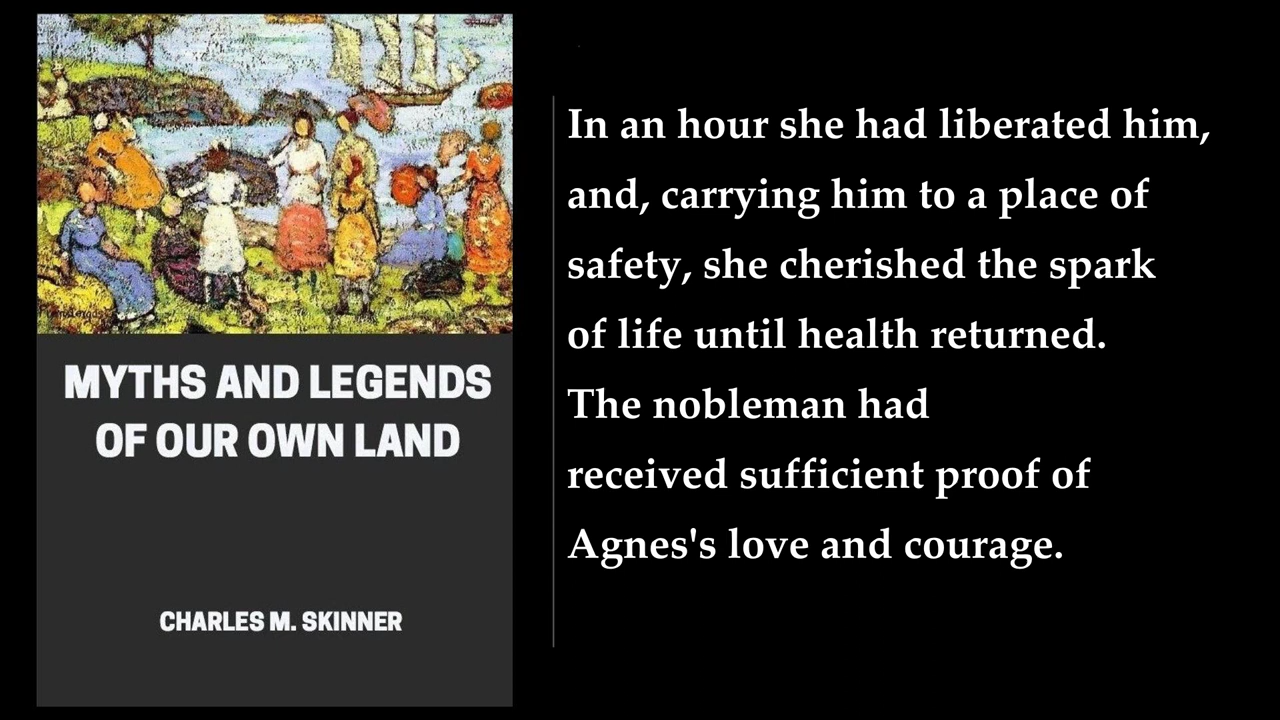 MYTHS AND LEGENDS
OF OUR OWN LAND
CHARLES M. SKINNER
In an hour she had liberated him,
and, carrying him to a place of
safety, she cherished the spark
of life until health returned.
The nobleman had
received sufficient proof of
Agnes's love and courage.